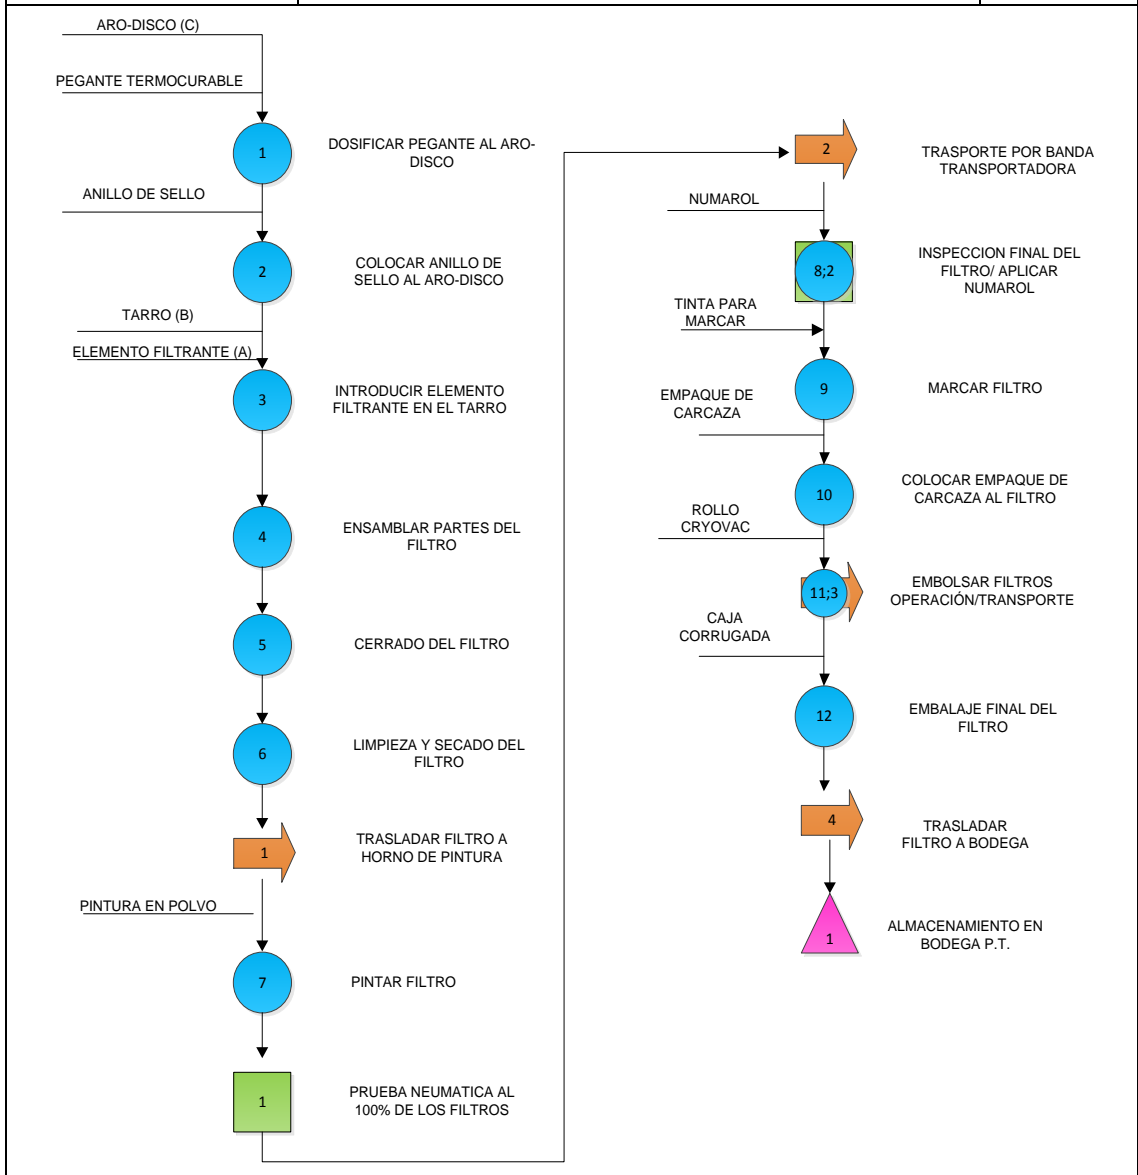 ARO-DISCO (C)
PEGANTE TERMOCURABLE
1
DOSIFICAR PEGANTE AL ARO-
DISCO
ANILLO DE SELLO
2
COLOCAR ANILLO DE
SELLO AL ARO-DISCO
TARRO (B)
ELEMENTO FILTRANTE (A)
3
INTRODUCIR ELEMENTO
FILTRANTE EN EL TARRO
4
ENSAMBLAR PARTES DEL
FILTRO
5
CERRADO DEL FILTRO
6
LIMPIEZA Y SECADO DEL
FILTRO
1
TRASLADAR FILTRO A
HORNO DE PINTURA
PINTURA EN POLVO
7
PINTAR FILTRO
1
PRUEBA NEUMATICA AL
100% DE LOS FILTROS
2
TRASPORTE POR BANDA
TRANSPORTADORA
NUMAROL
8;2
INSPECCION FINAL DEL
FILTRO/ APLICAR
NUMAROL
TINTA PARA
MARCAR
9
MARCAR FILTRO
EMPAQUE DE
CARCAZA
10
COLOCAR EMPAQUE DE
CARCAZA AL FILTRO
ROLLO
CRYOVAC
11;3
EMBOLSAR FILTROS
OPERACIÓN/TRANSPORTE
CAJA
CORRUGADA
12
EMBALAJE FINAL DEL
FILTRO
4
TRASLADAR
FILTRO A BODEGA
1
ALMACENAMIENTO EN
BODEGA P.T.